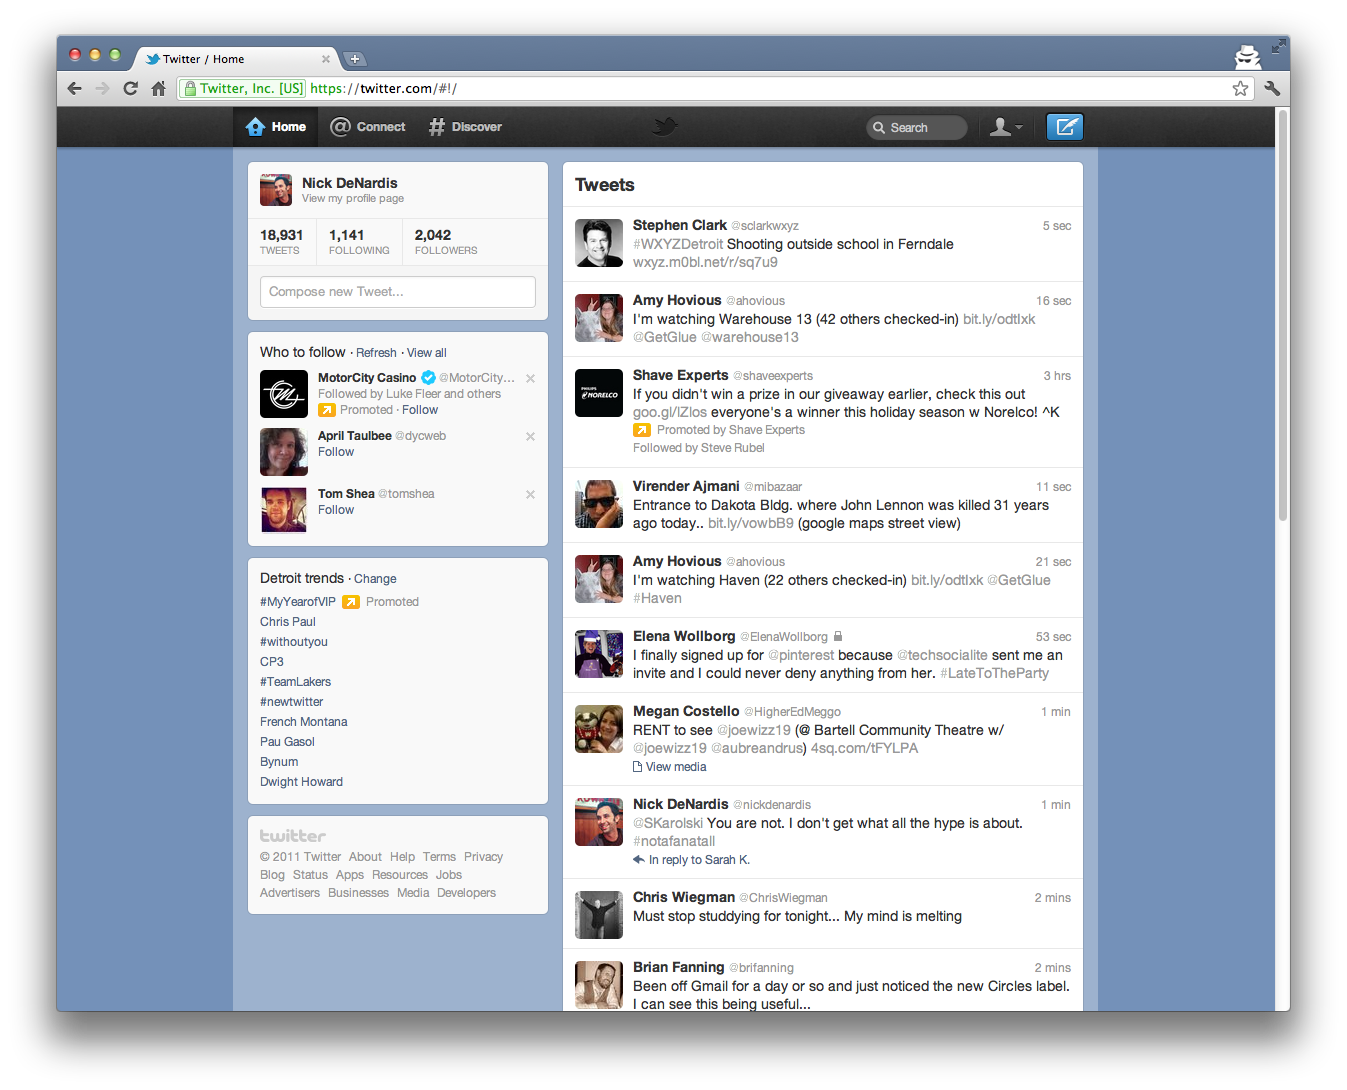 Twitter / Home
Twitter, Inc. [US] https://twitter.com/#!/
Home
@ Connect
# Discover
Search
Nick DeNardis
View my profile page
18,931 1,141 2,042
TWEETS FOLLOWING FOLLOWERS
Compose new Tweet...
Who to follow · Refresh · View all
MotorCity Casino @MotorCity...
Followed by Luke Fleer and others
Promoted · Follow
April Taulbee @dycweb
Follow
Tom Shea @tomshea
Follow
Detroit trends · Change
#MyYearofVIP Promoted
Chris Paul
#withoutyou
CP3
#TeamLakers
#newtwitter
French Montana
Pau Gasol
Bynum
Dwight Howard
twitter
© 2011 Twitter About Help Terms Privacy
Blog Status Apps Resources Jobs
Advertisers Businesses Media Developers
Tweets
Stephen Clark @sclarkwxyz 5 sec
#WXYZDetroit Shooting outside school in Ferndale
wxyz.m0bl.net/r/sq7u9
Amy Hovious @ahovious 16 sec
I'm watching Warehouse 13 (42 others checked-in) bit.ly/odtIxk
@GetGlue @warehouse13
PHILIPS
NORELCO
Shave Experts @shaveexperts 3 hrs
If you didn't win a prize in our giveaway earlier, check this out
goo.gl/lZlos everyone's a winner this holiday season w Norelco! ^K
Promoted by Shave Experts
Followed by Steve Rubel
Virender Ajmani @mibazaar 11 sec
Entrance to Dakota Bldg. where John Lennon was killed 31 years
ago today.. bit.ly/vowbB9 (google maps street view)
Amy Hovious @ahovious 21 sec
I'm watching Haven (22 others checked-in) bit.ly/odtIxk @GetGlue
#Haven
Elena Wollborg @ElenaWollborg 53 sec
I finally signed up for @pinterest because @techsocialite sent me an
invite and I could never deny anything from her. #LateToTheParty
Megan Costello @HigherEdMeggo 1 min
RENT to see @joewizz19 (@ Bartell Community Theatre w/
@joewizz19 @aubreandrus) 4sq.com/tFYLPA
View media
Nick DeNardis @nickdenardis 1 min
@SKarolski You are not. I don't get what all the hype is about.
#notafanatall
In reply to Sarah K.
Chris Wiegman @ChrisWiegman 2 mins
Must stop studdying for tonight... My mind is melting
Brian Fanning @brifanning 2 mins
Been off Gmail for a day or so and just noticed the new Circles label.
I can see this being useful...